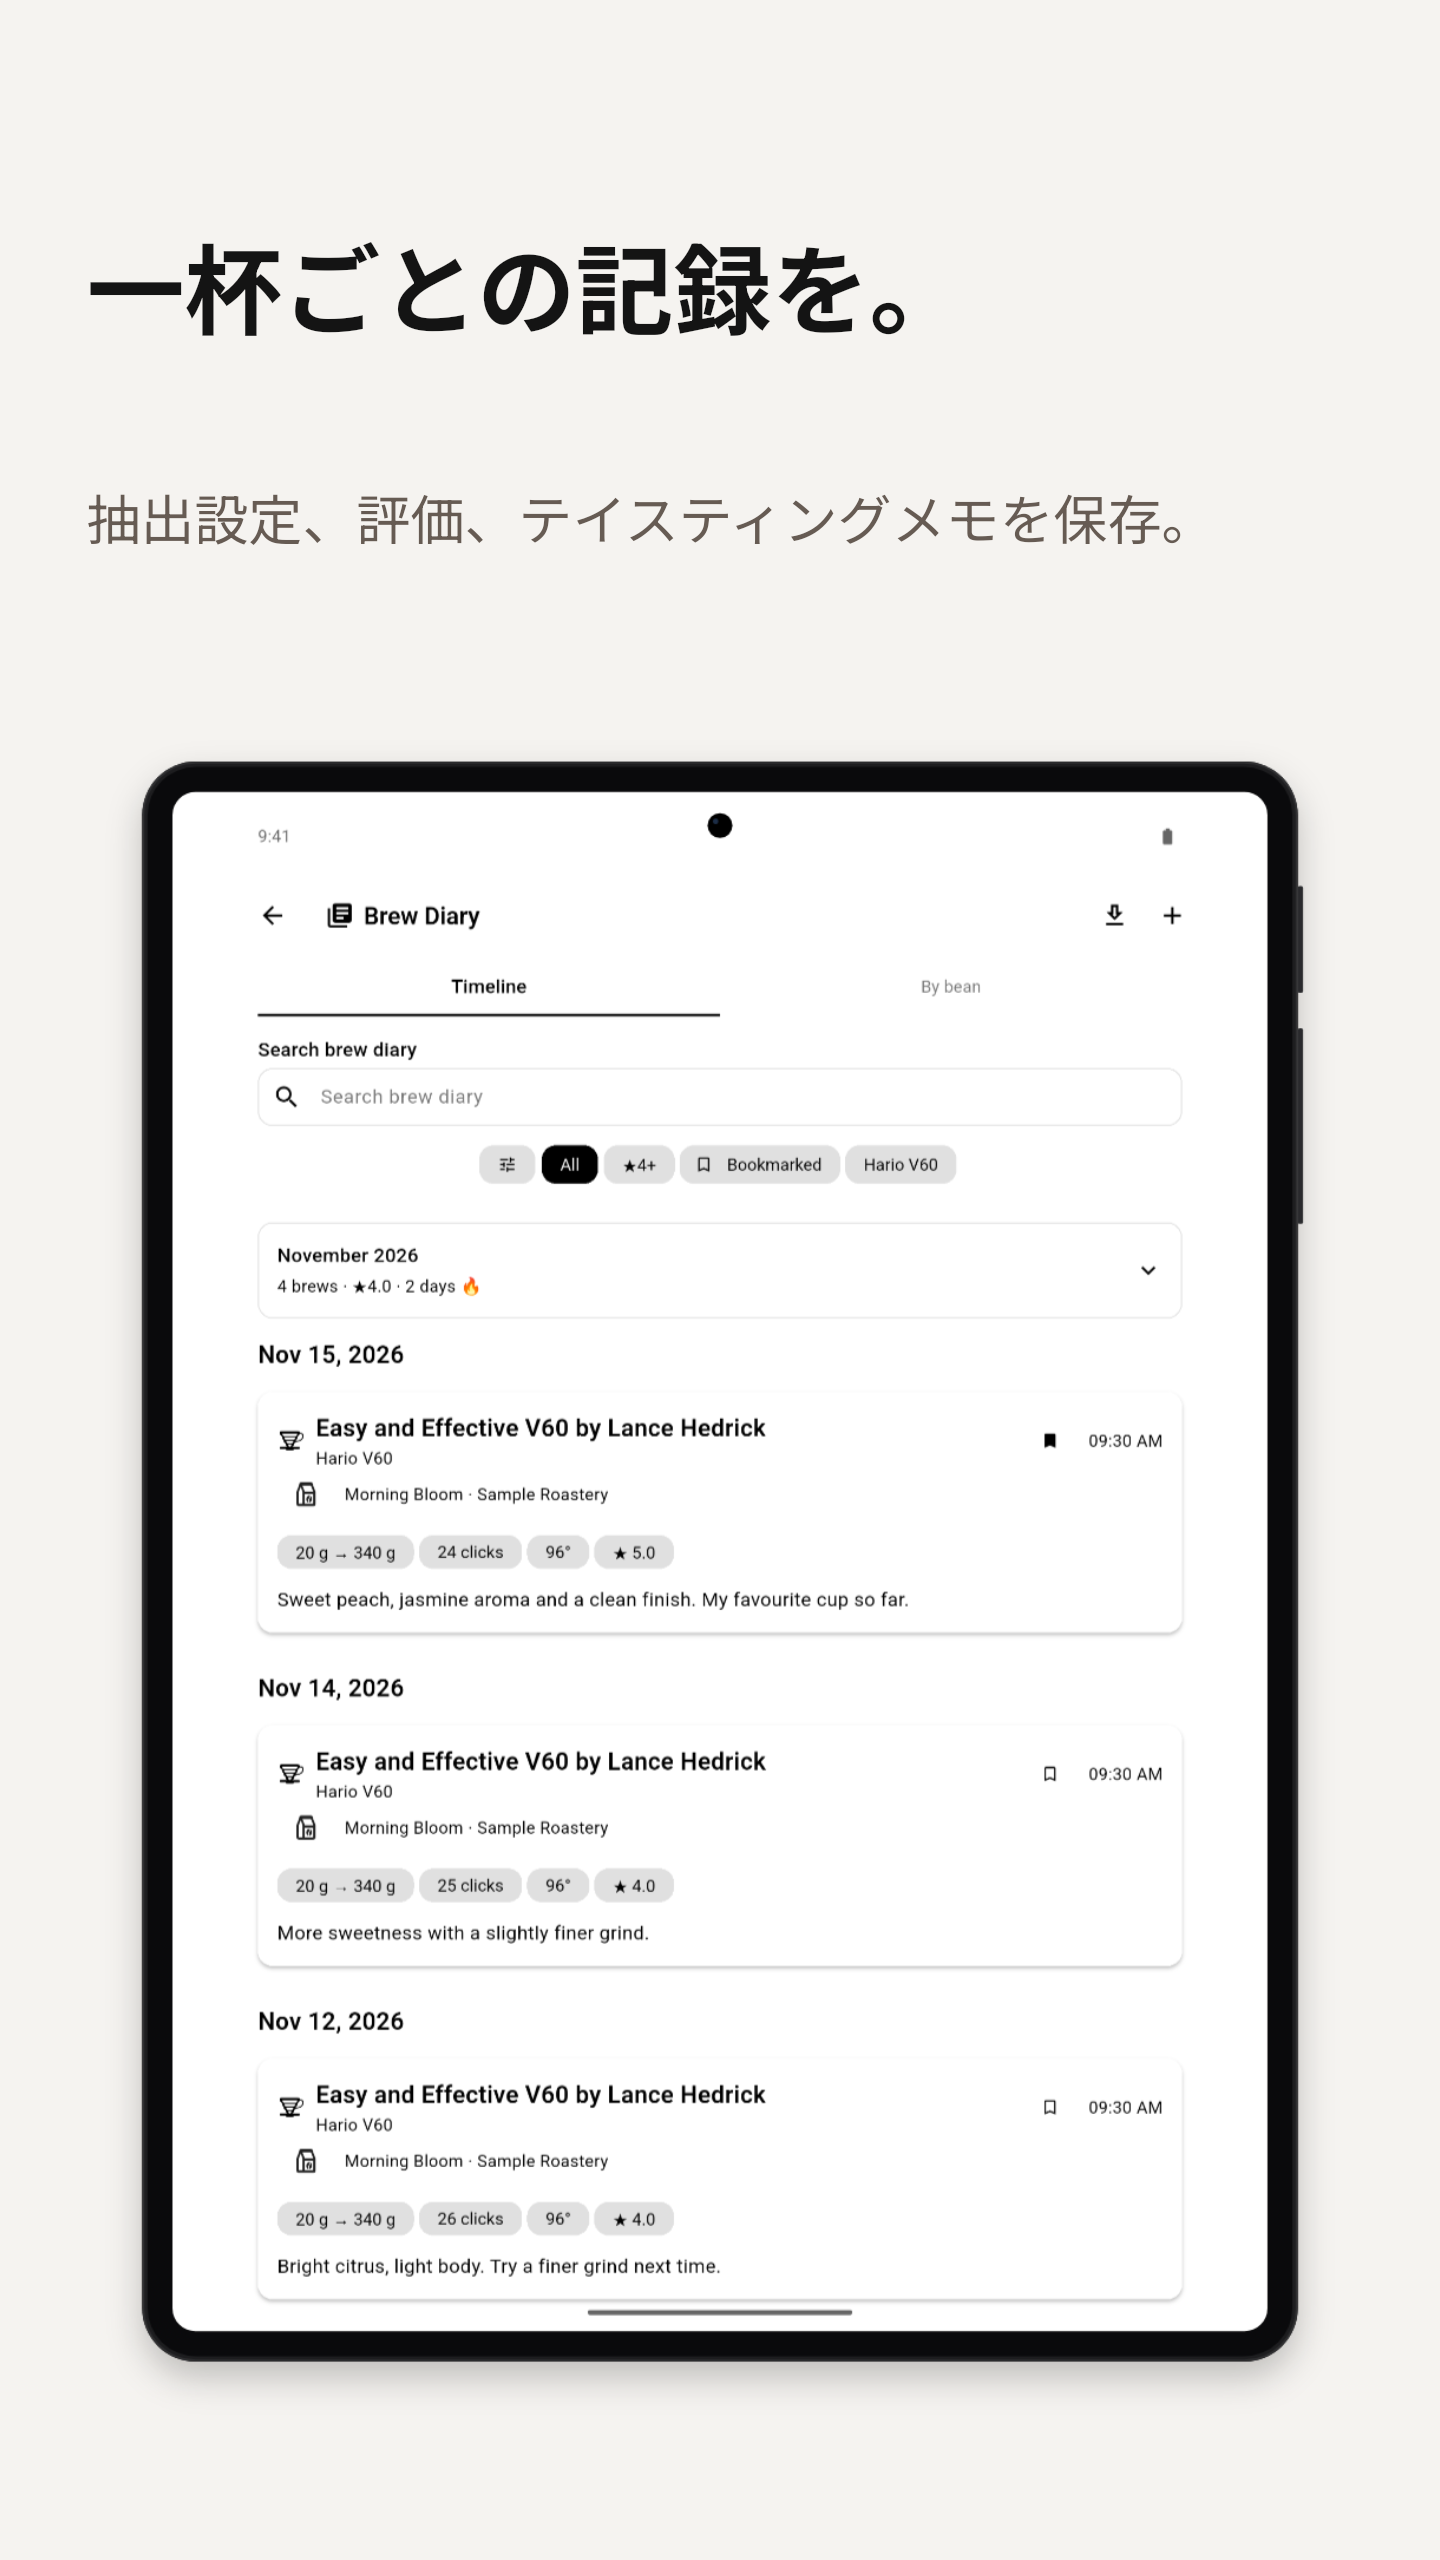 一杯ごとの記録を。
抽出設定、評価、テイスティングメモを保存。
9:41
Brew Diary
Timeline
By bean
Search brew diary
Search brew diary
All
★4+
Bookmarked
Hario V60
November 2026
4 brews · ★4.0 · 2 days 🔥
Nov 15, 2026
Easy and Effective V60 by Lance Hedrick
09:30 AM
Hario V60
Morning Bloom · Sample Roastery
20 g → 340 g
24 clicks
96°
★ 5.0
Sweet peach, jasmine aroma and a clean finish. My favourite cup so far.
Nov 14, 2026
Easy and Effective V60 by Lance Hedrick
09:30 AM
Hario V60
Morning Bloom · Sample Roastery
20 g → 340 g
25 clicks
96°
★ 4.0
More sweetness with a slightly finer grind.
Nov 12, 2026
Easy and Effective V60 by Lance Hedrick
09:30 AM
Hario V60
Morning Bloom · Sample Roastery
20 g → 340 g
26 clicks
96°
★ 4.0
Bright citrus, light body. Try a finer grind next time.